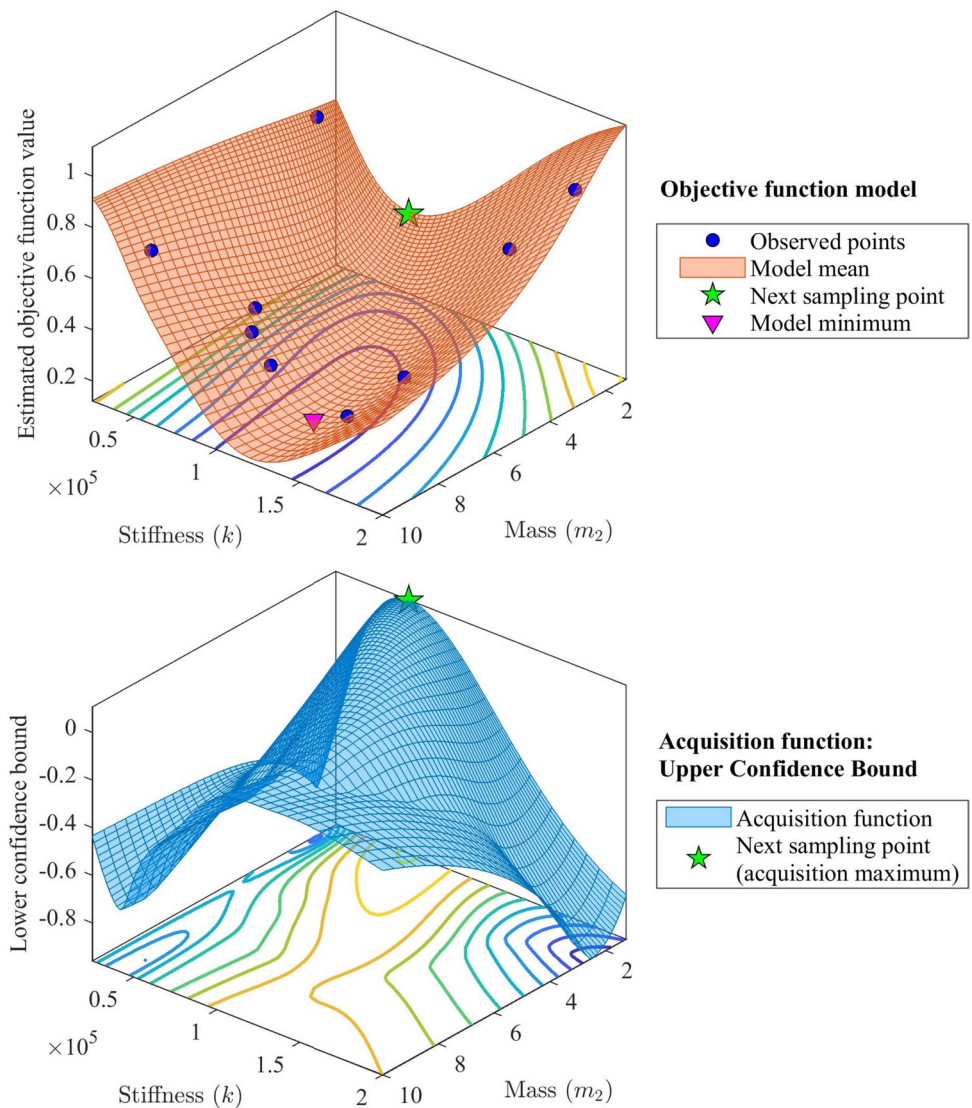 Estimated objective function value
1
0.8
0.6
0.4
0.2
0.5
1
1.5
2
×10⁵
Stiffness (k)
10
8
6
4
2
Mass (m₂)
Objective function model
Observed points
Model mean
Next sampling point
Model minimum
Lower confidence bound
0
-0.2
-0.4
-0.6
-0.8
0.5
1
1.5
2
×10⁵
Stiffness (k)
10
8
6
4
2
Mass (m₂)
Acquisition function:
Upper Confidence Bound
Acquisition function
Next sampling point
(acquisition maximum)